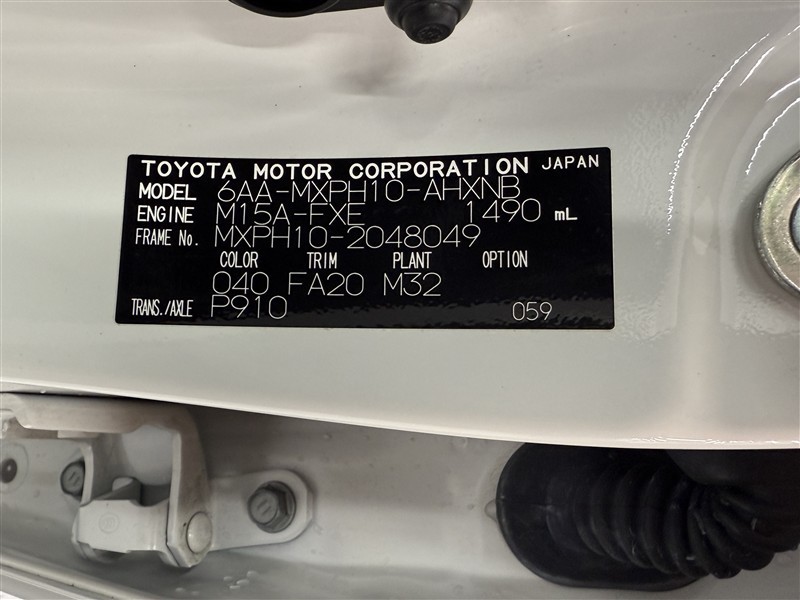 TOYOTA MOTOR CORPORATION JAPAN
MODEL 6AA-MXPH10-AHXNB
ENGINE M15A-FXE 1490 mL
FRAME No. MXPH10-2048049
COLOR TRIM PLANT OPTION
040 FA20 M32
TRANS./AXLE P910 059